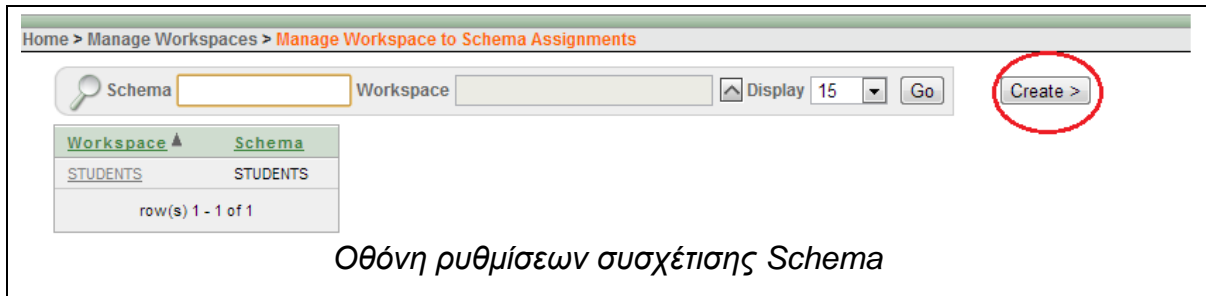 Home > Manage Workspaces > Manage Workspace to Schema Assignments
Schema Workspace Display 15 Go Create >
Workspace Schema
STUDENTS STUDENTS
row(s) 1 - 1 of 1
Οθόνη ρυθμίσεων συσχέτισης Schema